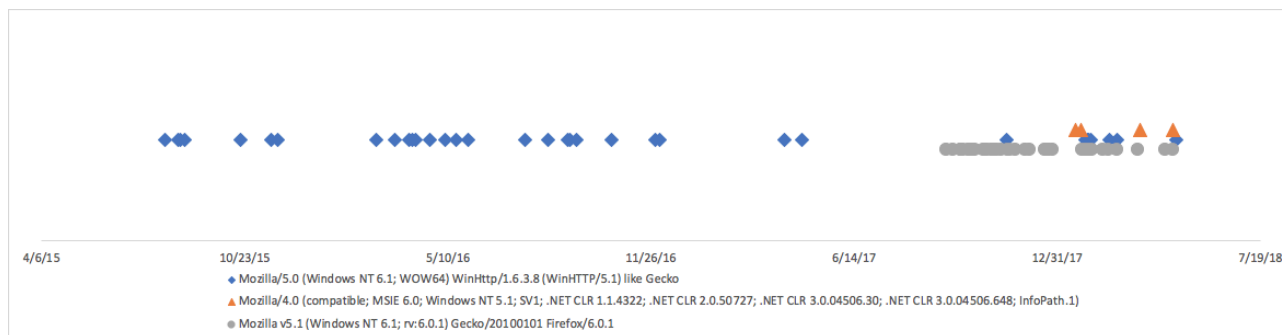 4/6/15 10/23/15 5/10/16 11/26/16 6/14/17 12/31/17 7/19/18
Mozilla/5.0 (Windows NT 6.1; WOW64) WinHttp/1.6.3.8 (WinHTTP/5.1) like Gecko
Mozilla/4.0 (compatible; MSIE 6.0; Windows NT 5.1; SV1; .NET CLR 1.1.4322; .NET CLR 2.0.50727; .NET CLR 3.0.04506.30; .NET CLR 3.0.04506.648; InfoPath.1)
Mozilla v5.1 (Windows NT 6.1; rv:6.0.1) Gecko/20100101 Firefox/6.0.1